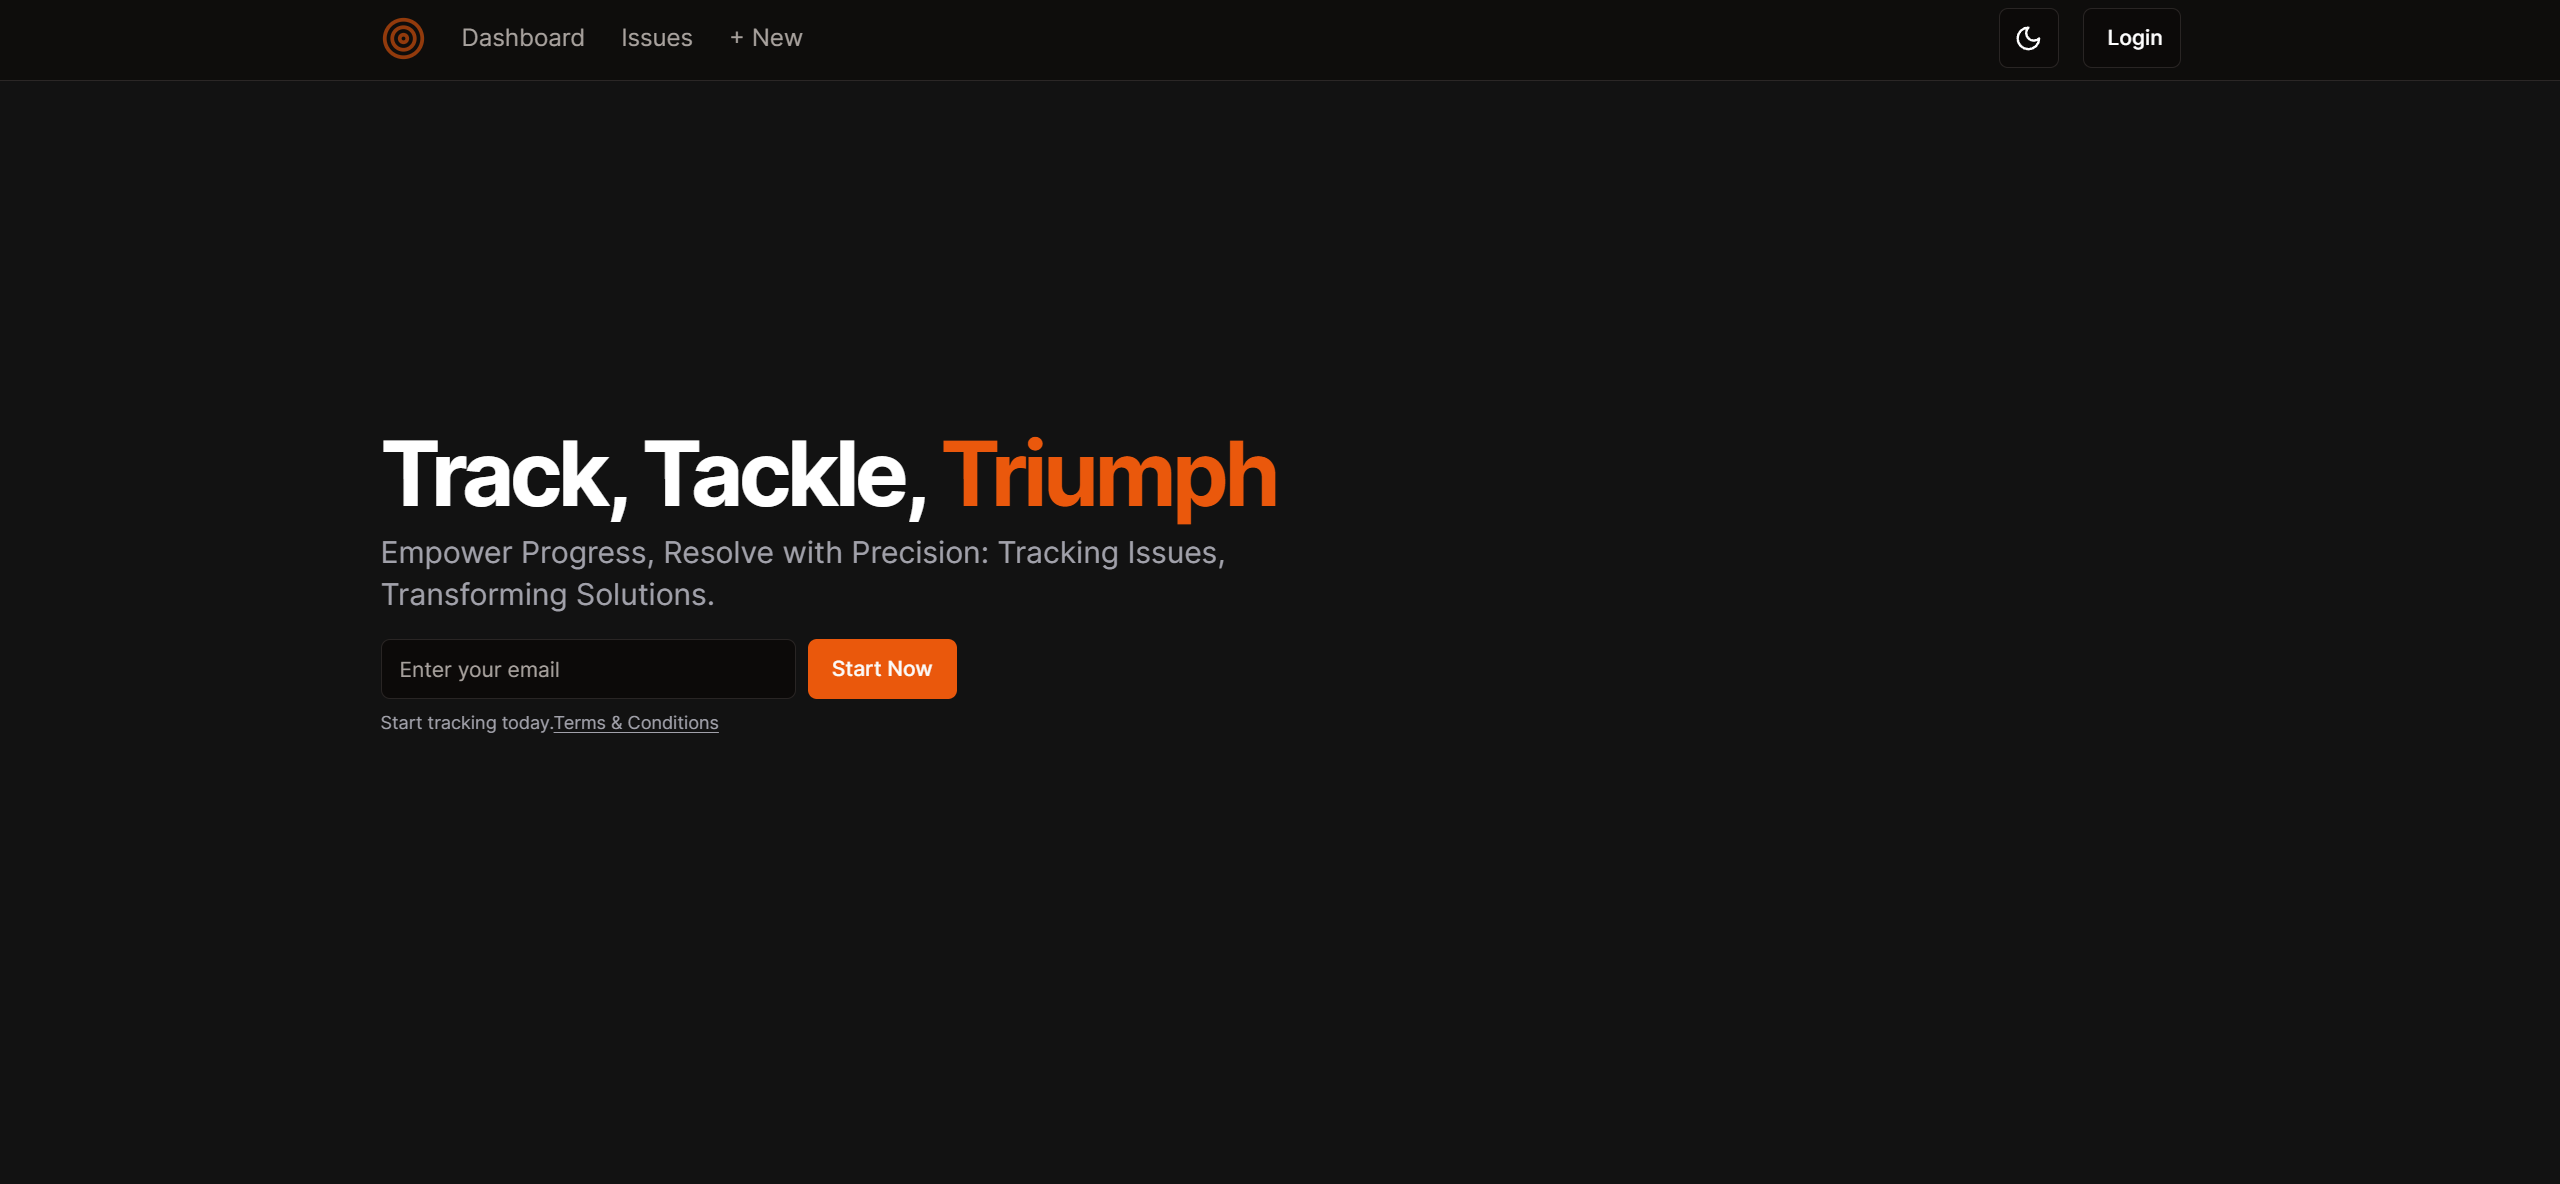 Dashboard Issues + New Login
Track, Tackle, Triumph
Empower Progress, Resolve with Precision: Tracking Issues,
Transforming Solutions.
Enter your email Start Now
Start tracking today.Terms & Conditions